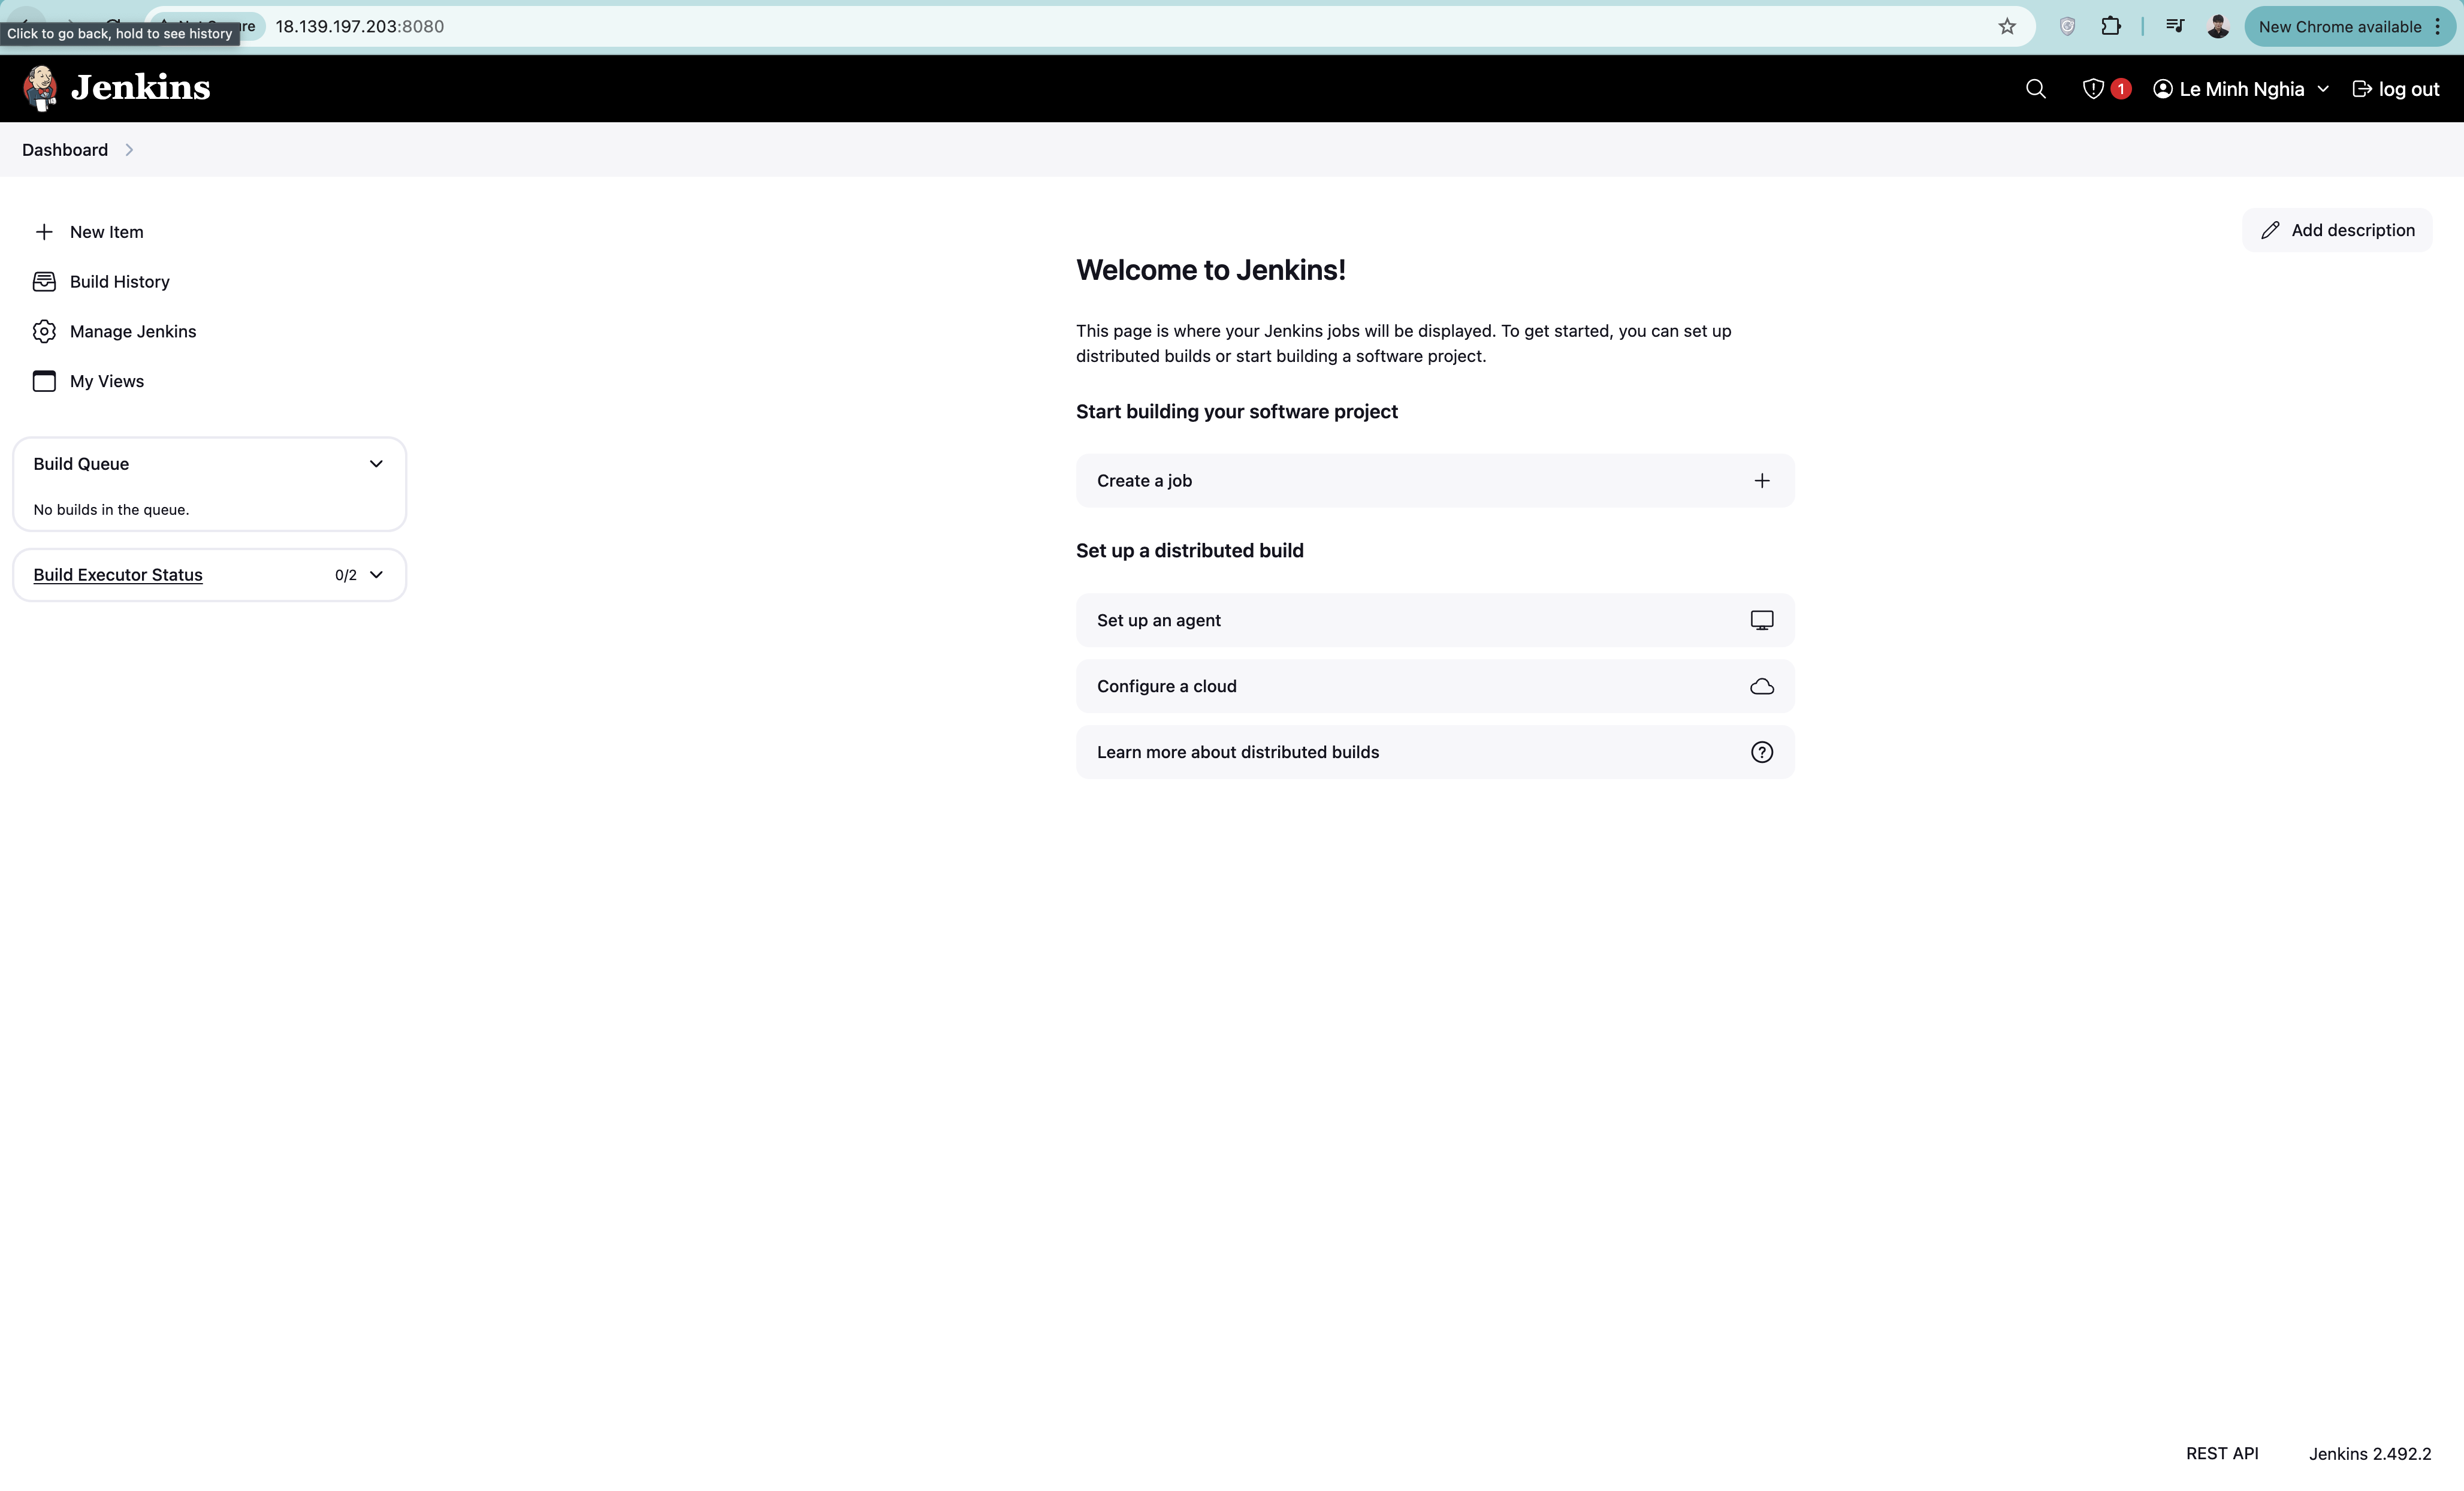 18.139.197.203:8080
New Chrome available
Click to go back, hold to see history
Jenkins
1
Le Minh Nghia
log out
Dashboard
New Item
Build History
Manage Jenkins
My Views
Build Queue
No builds in the queue.
Build Executor Status
0/2
Add description
Welcome to Jenkins!
This page is where your Jenkins jobs will be displayed. To get started, you can set up
distributed builds or start building a software project.
Start building your software project
Create a job
Set up a distributed build
Set up an agent
Configure a cloud
Learn more about distributed builds
REST API
Jenkins 2.492.2